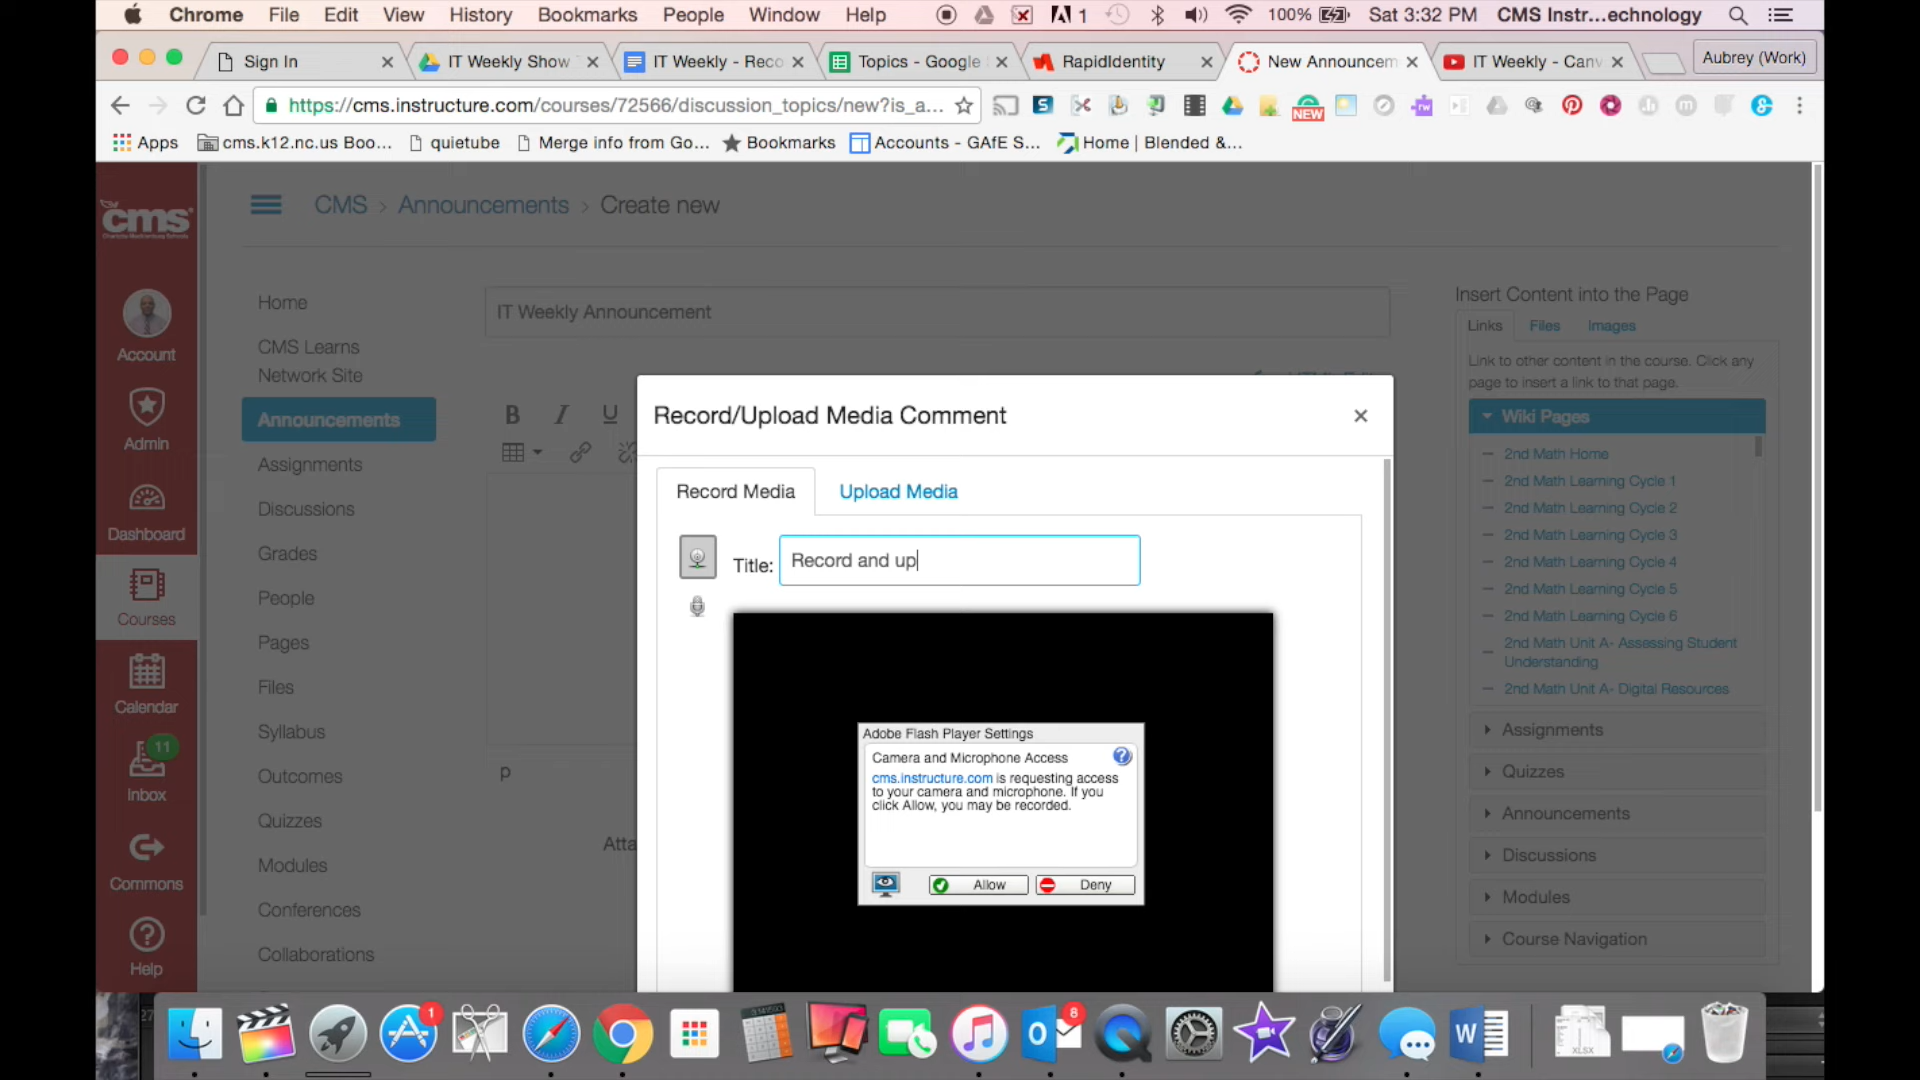 Chrome File Edit View History Bookmarks People Window Help 1 100% Sat 3:32 PM CMS Instr...echnology
Sign In
IT Weekly Show
IT Weekly - Reco
Topics - Google
RapidIdentity
New Announcem
IT Weekly - Canv
Aubrey (Work)
https://cms.instructure.com/courses/72566/discussion_topics/new?is_a...
NEW
Apps cms.k12.nc.us Boo... quietube Merge info from Go... Bookmarks Accounts - GAfE S... Home | Blended &...
cms
Charlotte-Mecklenburg Schools
Account
Admin
Dashboard
Courses
Calendar
11
Inbox
Commons
Help
CMS > Announcements > Create new
Home
CMS Learns
Network Site
Announcements
Assignments
Discussions
Grades
People
Pages
Files
Syllabus
Outcomes
Quizzes
Modules
Conferences
Collaborations
IT Weekly Announcement
B I U
p
Atta
Record/Upload Media Comment ×
Record Media Upload Media
Title: Record and up
Adobe Flash Player Settings
Camera and Microphone Access
cms.instructure.com is requesting access
to your camera and microphone. If you
click Allow, you may be recorded.
Allow Deny
Insert Content into the Page
Links Files Images
Link to other content in the course. Click any
page to insert a link to that page.
Wiki Pages
2nd Math Home
2nd Math Learning Cycle 1
2nd Math Learning Cycle 2
2nd Math Learning Cycle 3
2nd Math Learning Cycle 4
2nd Math Learning Cycle 5
2nd Math Learning Cycle 6
2nd Math Unit A- Assessing Student
Understanding
2nd Math Unit A- Digital Resources
Assignments
Quizzes
Announcements
Discussions
Modules
Course Navigation
1
8
XLSX